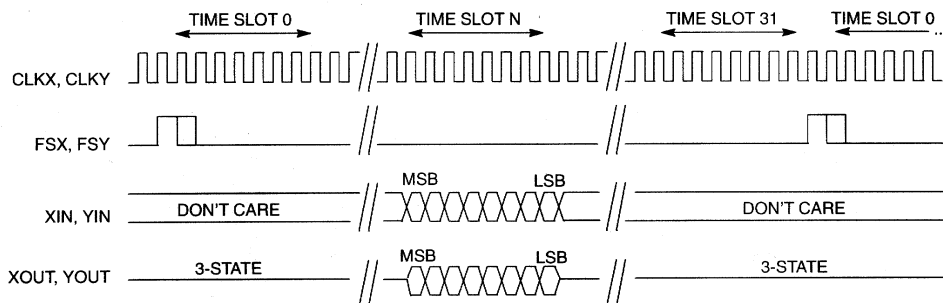 TIME SLOT 0 TIME SLOT N TIME SLOT 31 TIME SLOT 0
CLKX, CLKY
FSX, FSY
MSB LSB
XIN, YIN DON'T CARE DON'T CARE
MSB LSB
XOUT, YOUT 3-STATE 3-STATE